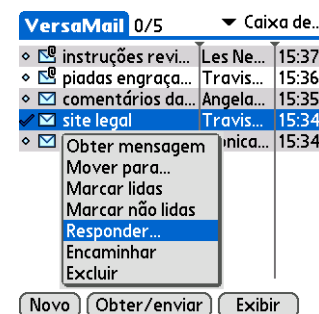 VersaMail 0/5 Caixa de..
instruções revi... Les Ne... 15:37
piadas engraça... Travis... 15:36
comentários da... Angela... 15:35
site legal Travis... 15:34
15:34
Obter mensagem
Mover para...
Marcar lidas
Marcar não lidas
Responder...
Encaminhar
Excluir
Novo Obter/enviar Exibir